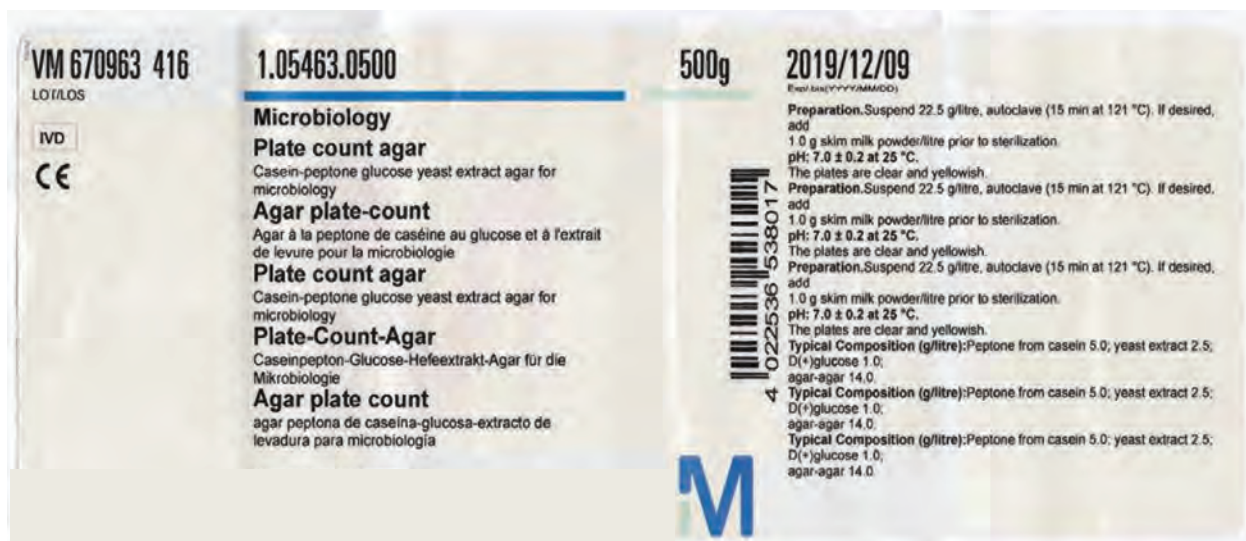 VM 670963 416
LOT/LOS
IVD
CE
1.05463.0500
Microbiology
Plate count agar
Casein-peptone glucose yeast extract agar for
microbiology
Agar plate-count
Agar à la peptone de caséine au glucose et à l'extrait
de levure pour la microbiologie
Plate count agar
Casein-peptone glucose yeast extract agar for
microbiology
Plate-Count-Agar
Caseinpepton-Glucose-Hefeextrakt-Agar für die
Mikrobiologie
Agar plate count
agar peptona de caseína-glucosa-extracto de
levadura para microbiología
500g
4 022536 538017
M
2019/12/09
Exp/.bis(YYYY/MM/DD)
Preparation.Suspend 22.5 g/litre, autoclave (15 min at 121 °C). If desired,
add
1.0 g skim milk powder/litre prior to sterilization.
pH: 7.0 ± 0.2 at 25 °C.
The plates are clear and yellowish.
Preparation.Suspend 22.5 g/litre, autoclave (15 min at 121 °C). If desired,
add
1.0 g skim milk powder/litre prior to sterilization.
pH: 7.0 ± 0.2 at 25 °C.
The plates are clear and yellowish.
Preparation.Suspend 22.5 g/litre, autoclave (15 min at 121 °C). If desired,
add
1.0 g skim milk powder/litre prior to sterilization.
pH: 7.0 ± 0.2 at 25 °C.
The plates are clear and yellowish.
Typical Composition (g/litre):Peptone from casein 5.0; yeast extract 2.5;
D(+)glucose 1.0;
agar-agar 14.0.
Typical Composition (g/litre):Peptone from casein 5.0; yeast extract 2.5;
D(+)glucose 1.0;
agar-agar 14.0.
Typical Composition (g/litre):Peptone from casein 5.0; yeast extract 2.5;
D(+)glucose 1.0;
agar-agar 14.0.